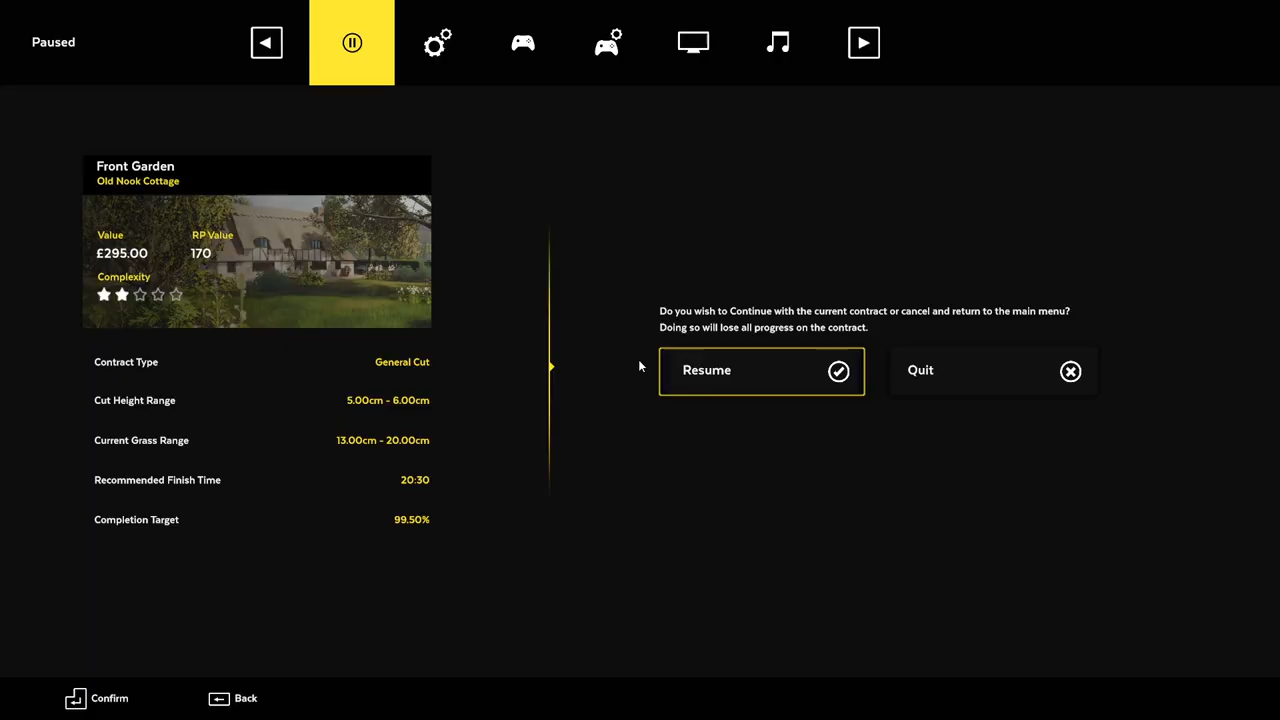 Paused
Front Garden
Old Nook Cottage
Value RP Value
£295.00 170
Complexity
Contract Type General Cut
Cut Height Range 5.00cm - 6.00cm
Current Grass Range 13.00cm - 20.00cm
Recommended Finish Time 20:30
Completion Target 99.50%
Do you wish to Continue with the current contract or cancel and return to the main menu?
Doing so will lose all progress on the contract.
Resume Quit
Confirm Back